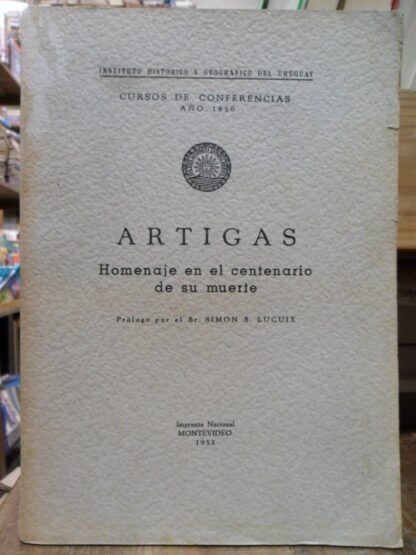 INSTITUTO HISTORICO Y GEOGRAFICO DEL URUGUAY
CURSOS DE CONFERENCIAS
AÑO 1950
ARTIGAS
Homenaje en el centenario
de su muerte
Prólogo por el Sr. SIMON S. LUCUIX
Imprenta Nacional
MONTEVIDEO
1952